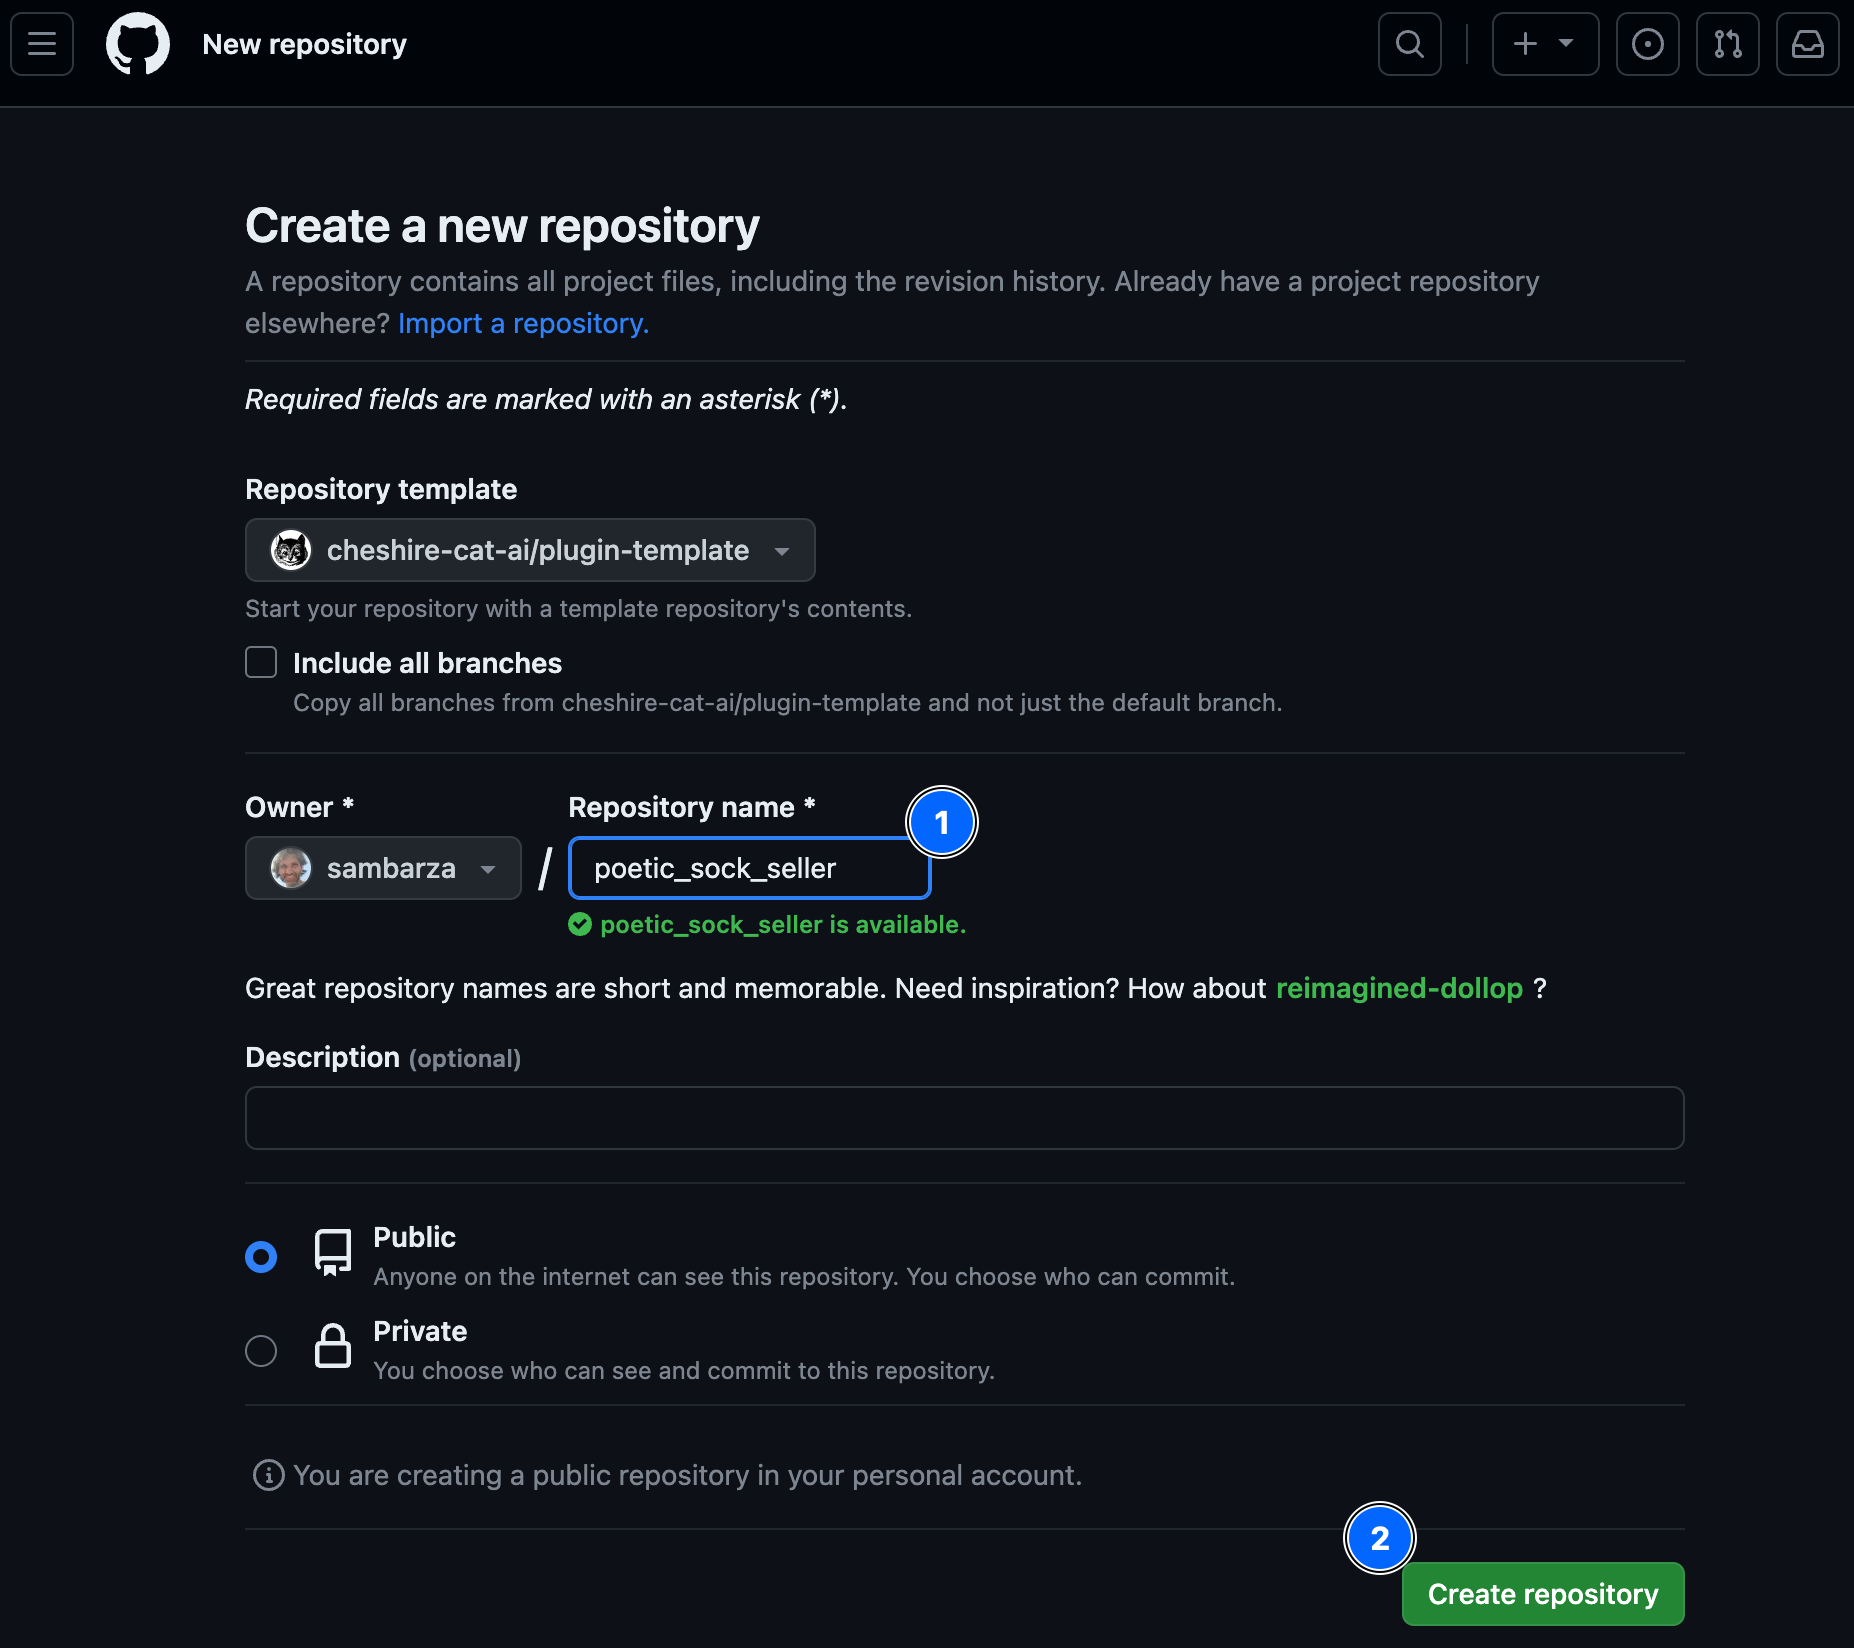 New repository
Create a new repository
A repository contains all project files, including the revision history. Already have a project repository
elsewhere? Import a repository.
Required fields are marked with an asterisk (*).
Repository template
cheshire-cat-ai/plugin-template
Start your repository with a template repository's contents.
Include all branches
Copy all branches from cheshire-cat-ai/plugin-template and not just the default branch.
Owner * Repository name * 1
sambarza / poetic_sock_seller
poetic_sock_seller is available.
Great repository names are short and memorable. Need inspiration? How about reimagined-dollop ?
Description (optional)
Public
Anyone on the internet can see this repository. You choose who can commit.
Private
You choose who can see and commit to this repository.
You are creating a public repository in your personal account.
2
Create repository